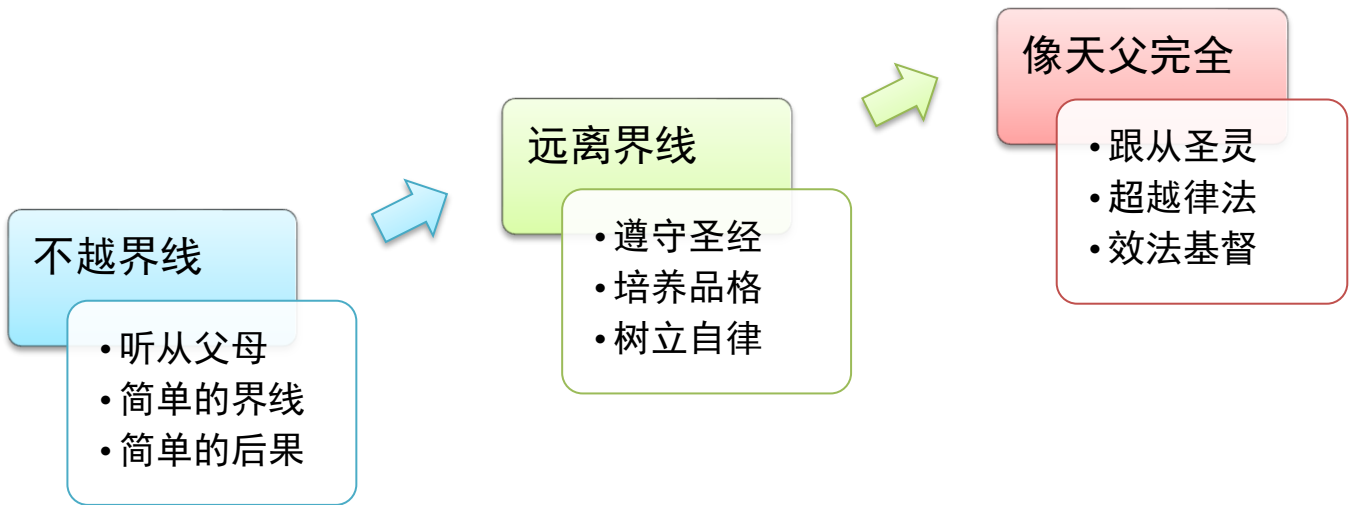 不越界线
•听从父母
•简单的界线
•简单的后果
远离界线
•遵守圣经
•培养品格
•树立自律
像天父完全
•跟从圣灵
•超越律法
•效法基督